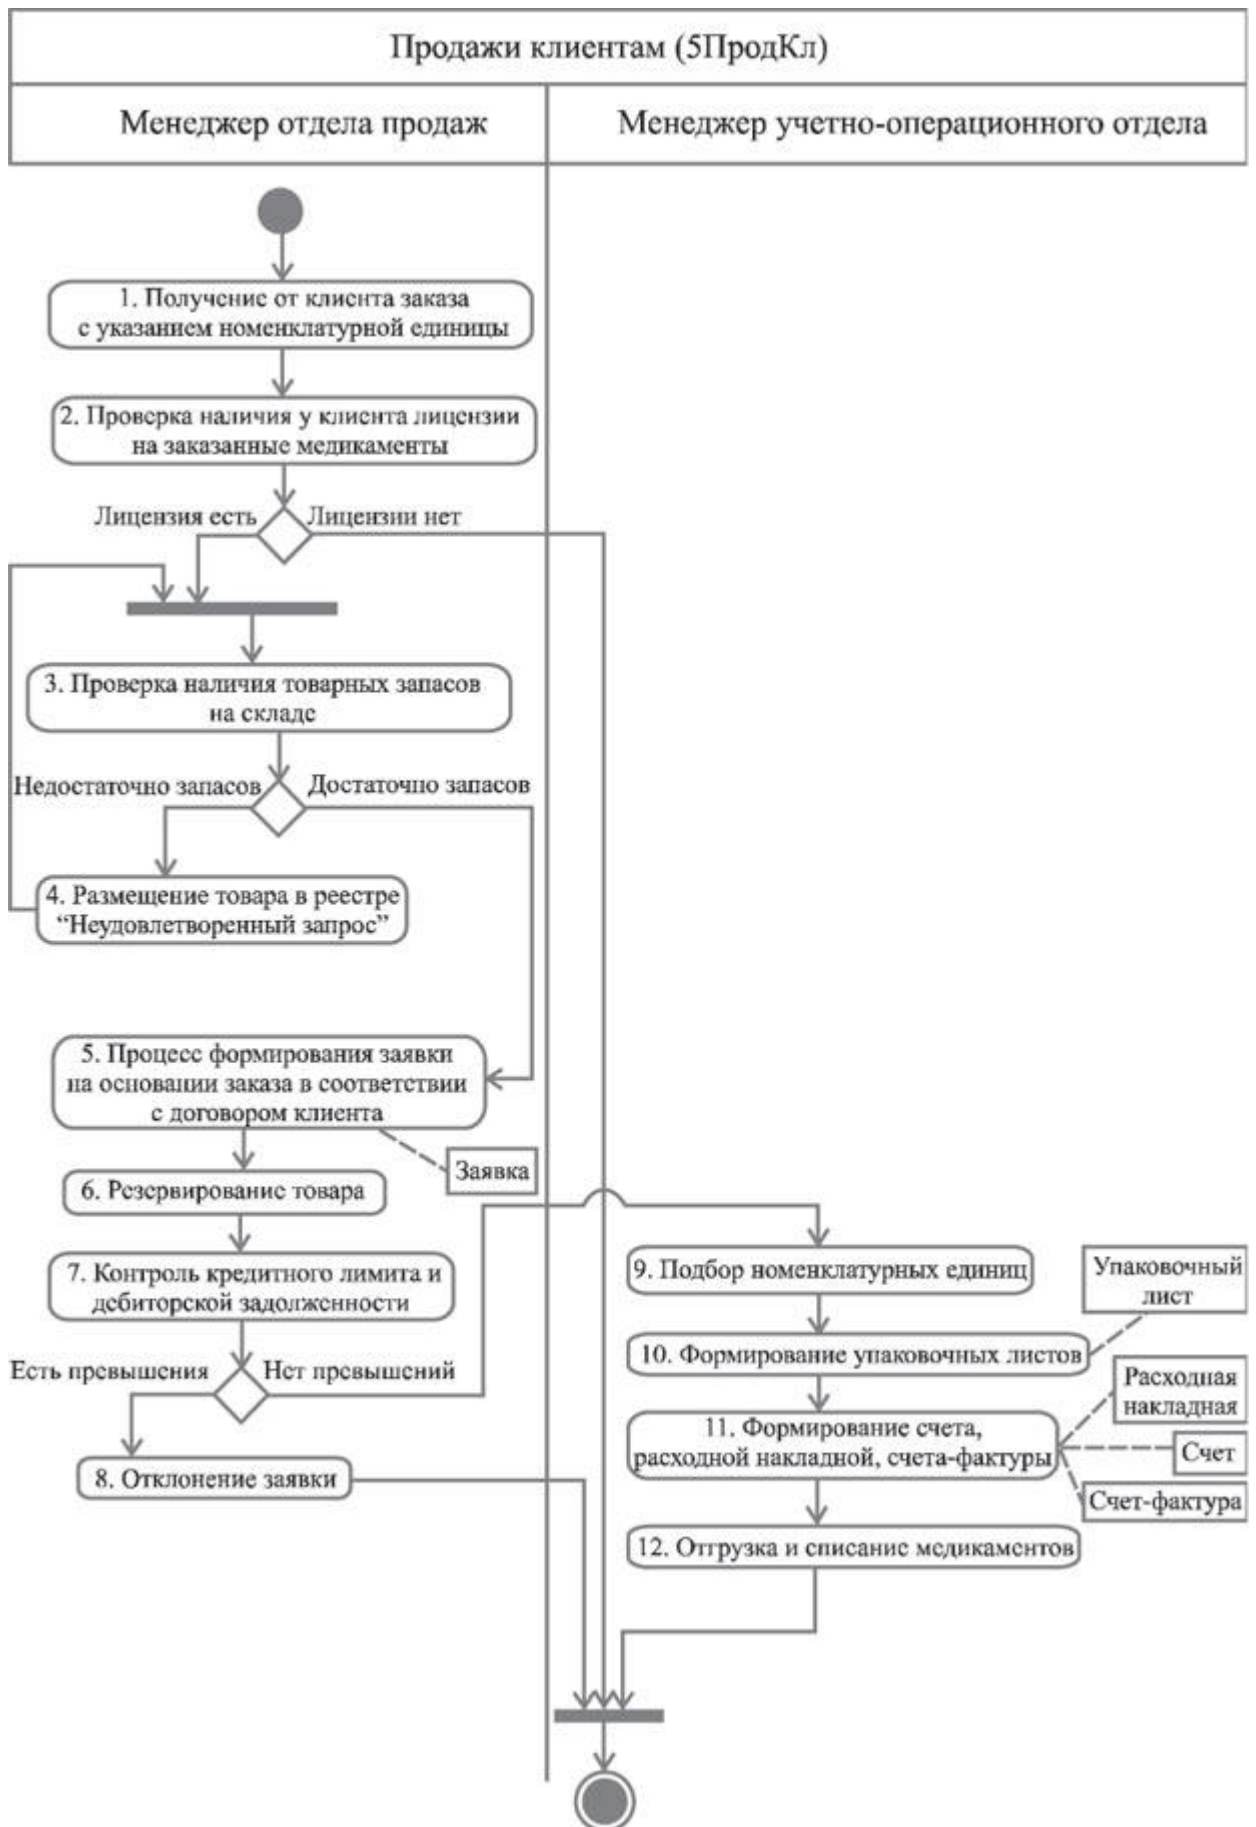 Продажи клиентам (5ПродКл)
Менеджер отдела продаж
Менеджер учетно-операционного отдела
1. Получение от клиента заказа
с указанием номенклатурной единицы
2. Проверка наличия у клиента лицензии
на заказанные медикаменты
Лицензия есть
Лицензии нет
3. Проверка наличия товарных запасов
на складе
Недостаточно запасов
Достаточно запасов
4. Размещение товара в реестре
“Неудовлетворенный запрос”
5. Процесс формирования заявки
на основании заказа в соответствии
с договором клиента
Заявка
6. Резервирование товара
7. Контроль кредитного лимита и
дебиторской задолженности
Есть превышения
Нет превышений
8. Отклонение заявки
9. Подбор номенклатурных единиц
Упаковочный
лист
10. Формирование упаковочных листов
Расходная
накладная
11. Формирование счета,
расходной накладной, счета-фактуры
Счет
Счет-фактура
12. Отгрузка и списание медикаментов